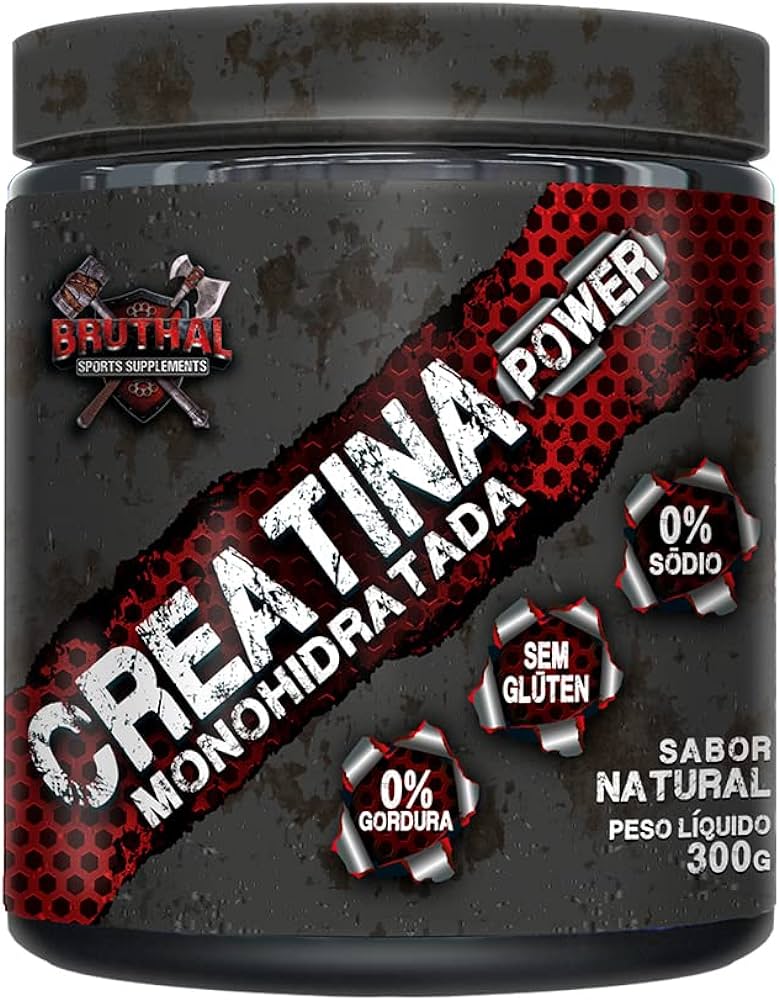 BRUTHAL
SPORTS SUPPLEMENTS
CREATINA
POWER
MONOHIDRATADA
0%
SÓDIO
SEM
GLÚTEN
0%
GORDURA
SABOR
NATURAL
PESO LÍQUIDO
300G